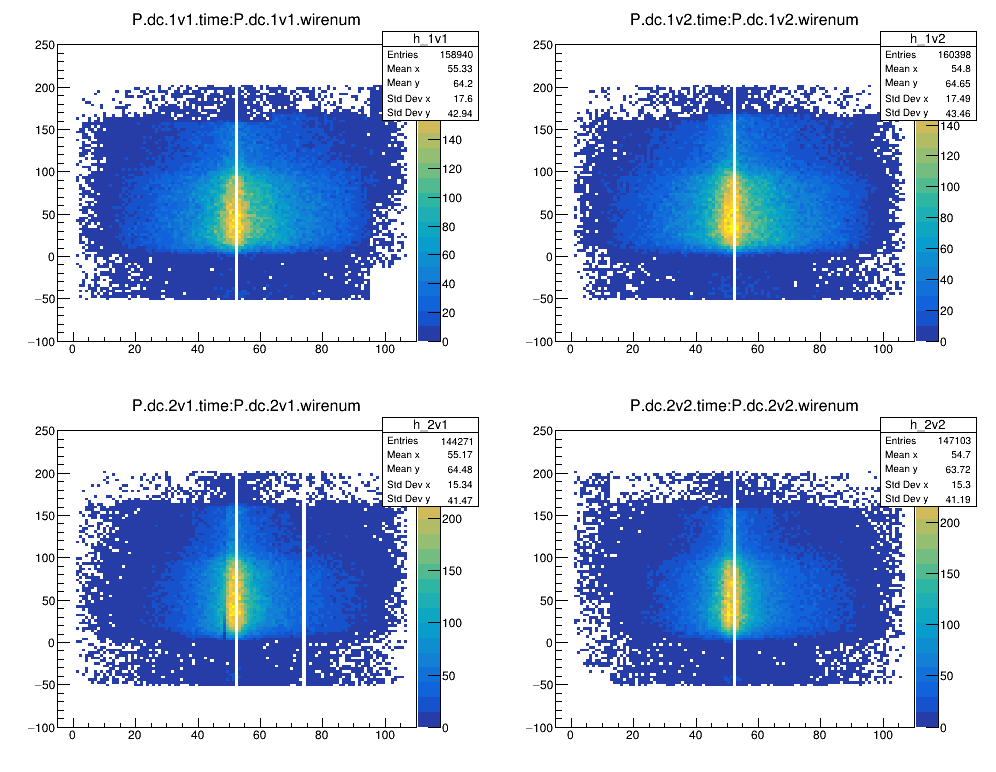 P.dc.1v1.time:P.dc.1v1.wirenum
h_1v1
Entries 158940
Mean x 55.33
Mean y 64.2
Std Dev x 17.6
Std Dev y 42.94
250
200
150
100
50
0
−50
−100
0 20 40 60 80 100
140
120
100
80
60
40
20
0
P.dc.1v2.time:P.dc.1v2.wirenum
h_1v2
Entries 160398
Mean x 54.8
Mean y 64.65
Std Dev x 17.49
Std Dev y 43.46
250
200
150
100
50
0
−50
−100
0 20 40 60 80 100
140
120
100
80
60
40
20
0
P.dc.2v1.time:P.dc.2v1.wirenum
h_2v1
Entries 144271
Mean x 55.17
Mean y 64.48
Std Dev x 15.34
Std Dev y 41.47
250
200
150
100
50
0
−50
−100
0 20 40 60 80 100
200
150
100
50
0
P.dc.2v2.time:P.dc.2v2.wirenum
h_2v2
Entries 147103
Mean x 54.7
Mean y 63.72
Std Dev x 15.3
Std Dev y 41.19
250
200
150
100
50
0
−50
−100
0 20 40 60 80 100
200
150
100
50
0